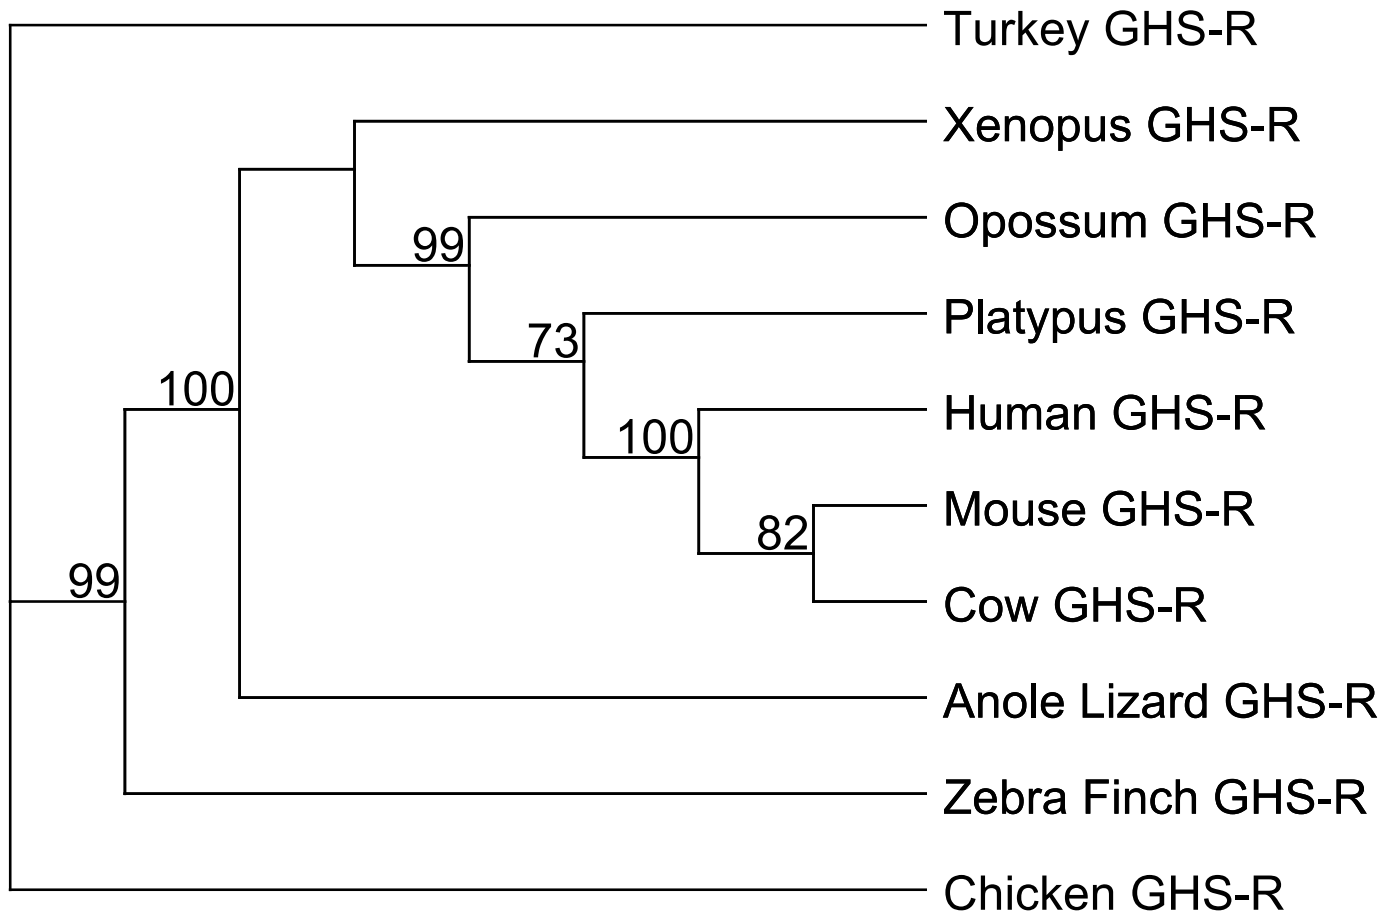 Turkey GHS-R
Xenopus GHS-R
Opossum GHS-R
99
Platypus GHS-R
73
100
Human GHS-R
100
Mouse GHS-R
82
99
Cow GHS-R
Anole Lizard GHS-R
Zebra Finch GHS-R
Chicken GHS-R